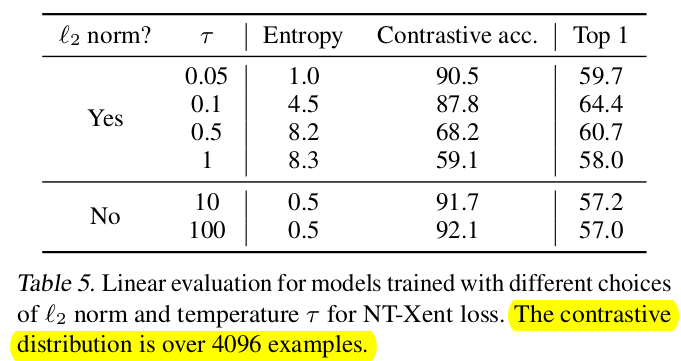 ℓ₂ norm? τ Entropy Contrastive acc. Top 1
Yes
0.05 1.0 90.5 59.7
0.1 4.5 87.8 64.4
0.5 8.2 68.2 60.7
1 8.3 59.1 58.0
No
10 0.5 91.7 57.2
100 0.5 92.1 57.0
Table 5. Linear evaluation for models trained with different choices
of ℓ₂ norm and temperature τ for NT-Xent loss. The contrastive
distribution is over 4096 examples.